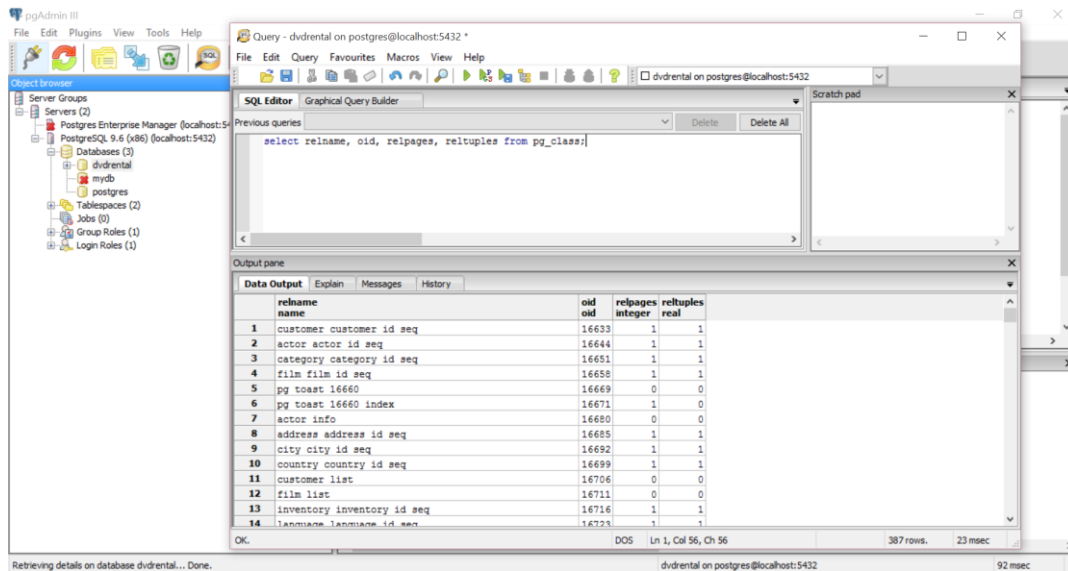 pgAdmin III
File Edit Plugins View Tools Help
SQL
Object browser
Server Groups
Servers (2)
Postgres Enterprise Manager (localhost:54
PostgreSQL 9.6 (x86) (localhost:5432)
Databases (3)
dvdrental
mydb
postgres
Tablespaces (2)
Jobs (0)
Group Roles (1)
Login Roles (1)
Query - dvdrental on postgres@localhost:5432 *
File Edit Query Favourites Macros View Help
dvdrental on postgres@localhost:5432
SQL Editor Graphical Query Builder
Previous queries Delete Delete All
select relname, oid, relpages, reltuples from pg_class;
Scratch pad
Output pane
Data Output Explain Messages History
relname oid relpages reltuples
name oid integer real
1 customer customer id seq 16633 1 1
2 actor actor id seq 16644 1 1
3 category category id seq 16651 1 1
4 film film id seq 16658 1 1
5 pg toast 16660 16669 0 0
6 pg toast 16660 index 16671 1 0
7 actor info 16680 0 0
8 address address id seq 16685 1 1
9 city city id seq 16692 1 1
10 country country id seq 16699 1 1
11 customer list 16706 0 0
12 film list 16711 0 0
13 inventory inventory id seq 16716 1 1
14 language language id seq 16723 1 1
OK. DOS Ln 1, Col 56, Ch 56 387 rows. 23 msec
Retrieving details on database dvdrental... Done. dvdrental on postgres@localhost:5432 92 msec